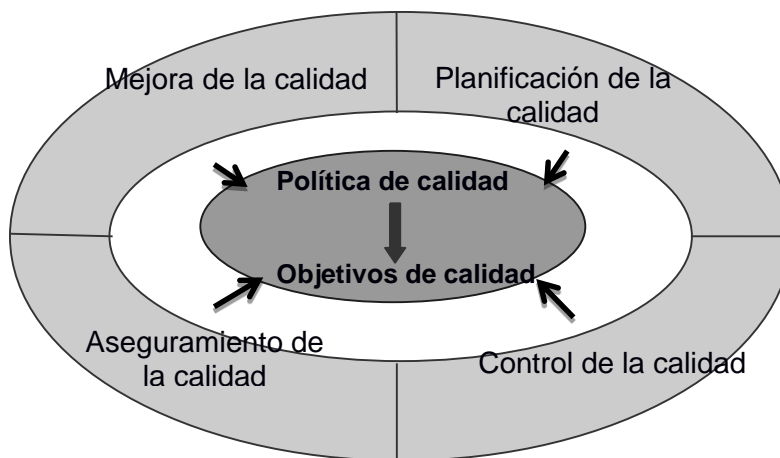 Mejora de la calidad
Planificación de la
calidad
Política de calidad
Objetivos de calidad
Aseguramiento de
la calidad
Control de la calidad